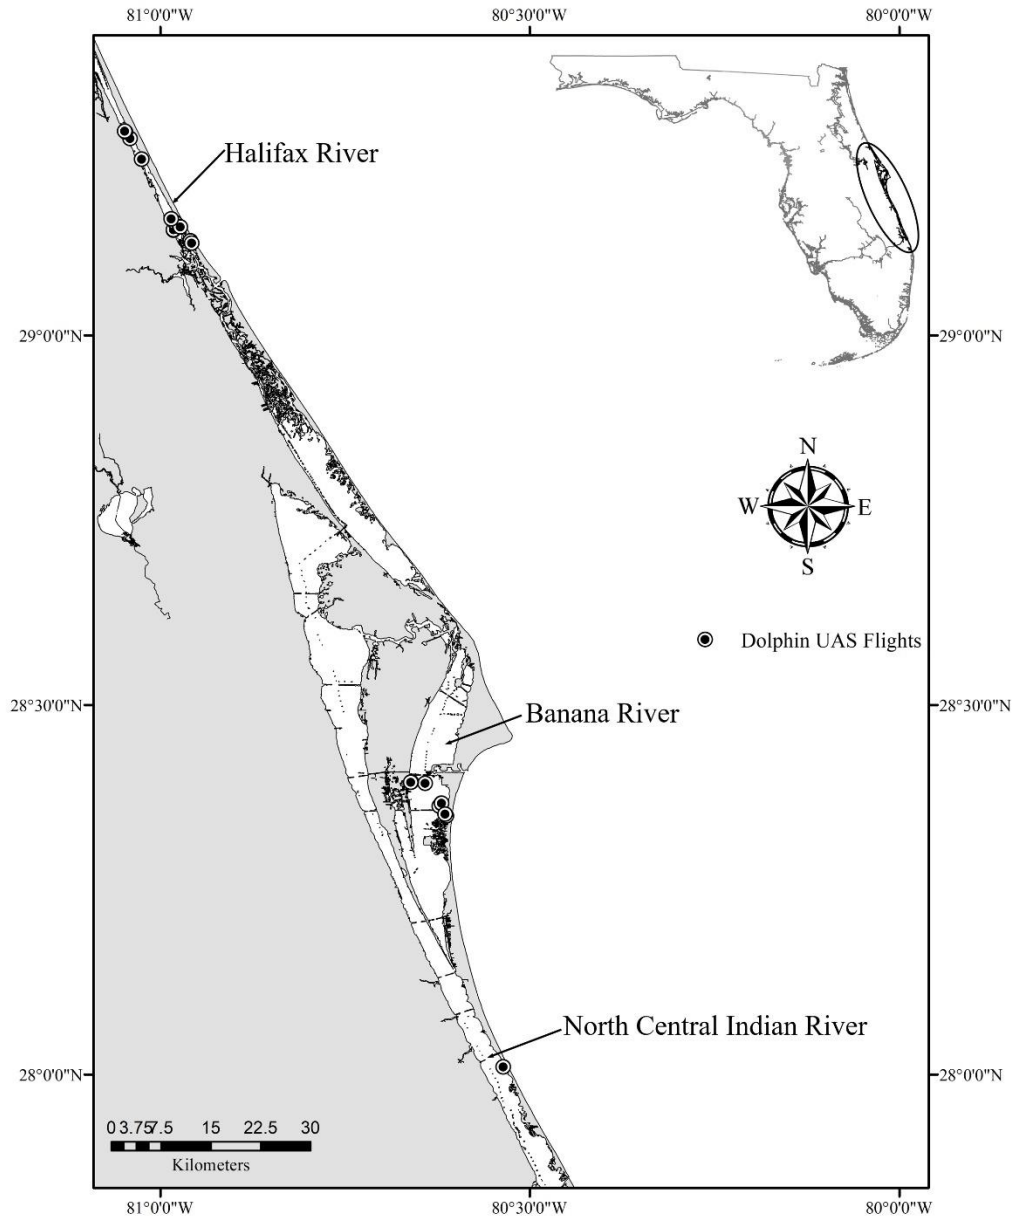 81°0'0"W 80°30'0"W 80°0'0"W
Halifax River
29°0'0"N 29°0'0"N
N
W E
S
Dolphin UAS Flights
28°30'0"N 28°30'0"N
Banana River
North Central Indian River
28°0'0"N 28°0'0"N
0 3.75 7.5 15 22.5 30
Kilometers
81°0'0"W 80°30'0"W 80°0'0"W